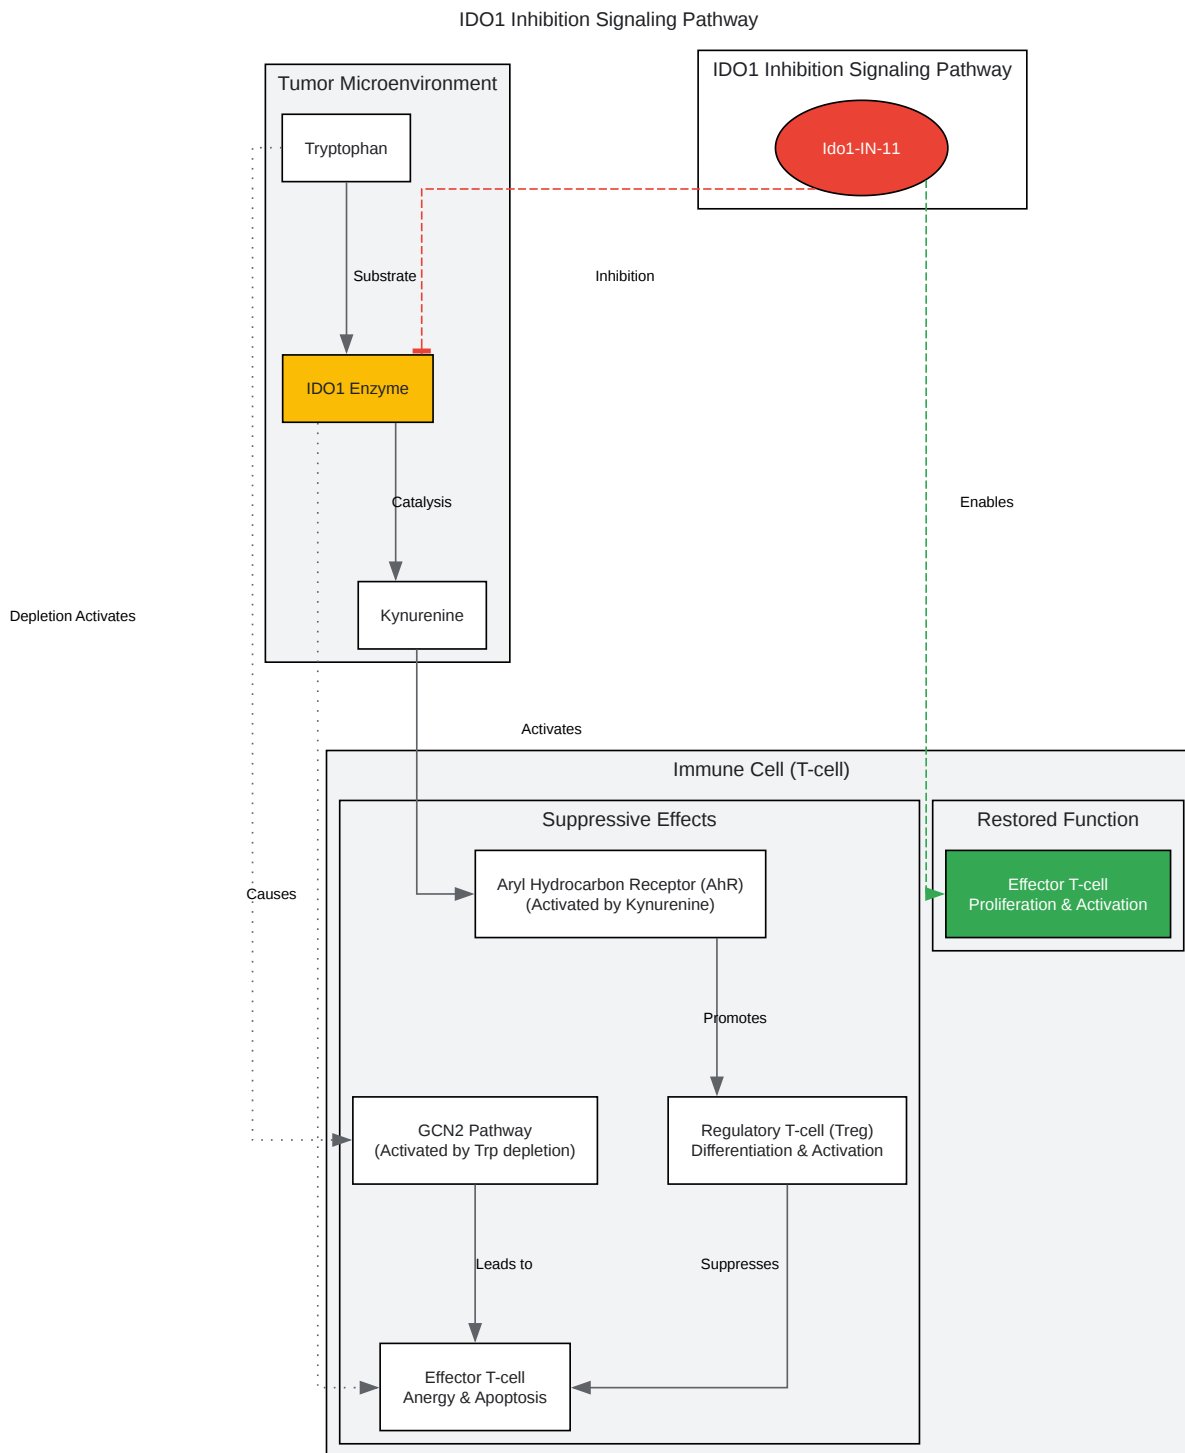 IDO1 Inhibition Signaling Pathway
IDO1 Inhibition Signaling Pathway
Tumor Microenvironment
Tryptophan
Ido1-IN-11
Substrate
Inhibition
IDO1 Enzyme
Catalysis
Enables
Kynurenine
Depletion Activates
Activates
Immune Cell (T-cell)
Suppressive Effects
Restored Function
Aryl Hydrocarbon Receptor (AhR)
(Activated by Kynurenine)
Effector T-cell
Proliferation & Activation
Causes
Promotes
GCN2 Pathway
(Activated by Trp depletion)
Regulatory T-cell (Treg)
Differentiation & Activation
Leads to
Suppresses
Effector T-cell
Anergy & Apoptosis